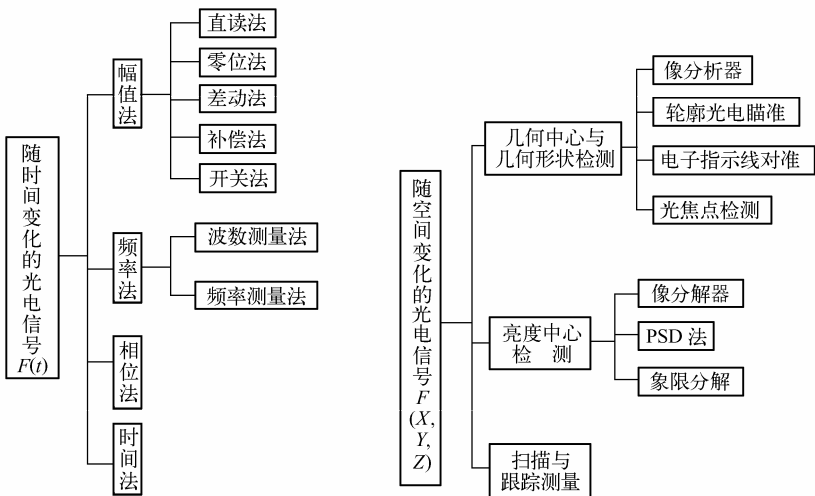 随时间变化的光电信号
F(t)
幅值法
直读法
零位法
差动法
补偿法
开关法
频率法
波数测量法
频率测量法
相位法
时间法
随空间变化的光电信号F
(X,
Y,
Z)
几何中心与
几何形状检测
像分析器
轮廓光电瞄准
电子指示线对准
光焦点检测
亮度中心
检 测
像分解器
PSD 法
象限分解
扫描与
跟踪测量